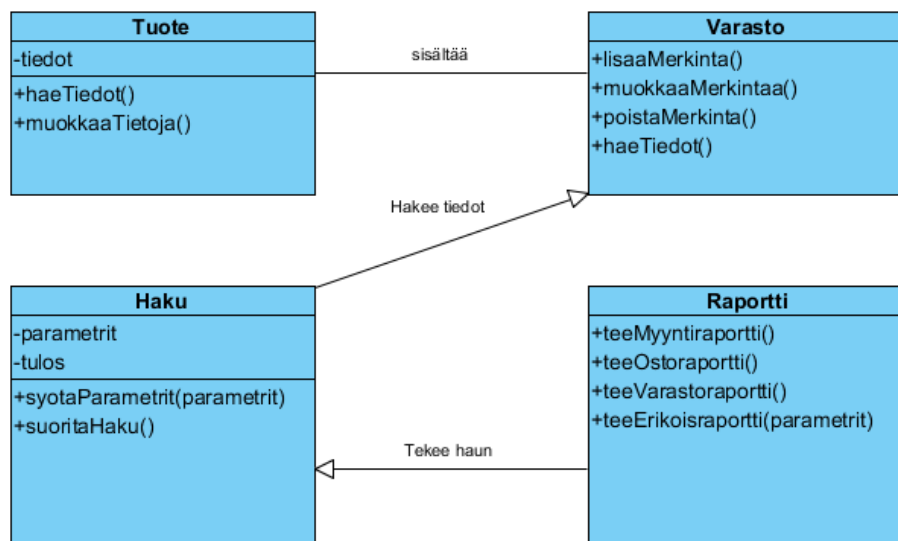 Tuote
-tiedot
+haeTiedot()
+muokkaaTietoja()
sisältää
Varasto
+lisaaMerkinta()
+muokkaaMerkintaa()
+poistaMerkinta()
+haeTiedot()
Hakee tiedot
Haku
-parametrit
-tulos
+syotaParametrit(parametrit)
+suoritaHaku()
Tekee haun
Raportti
+teeMyyntiraportti()
+teeOstoraportti()
+teeVarastoraportti()
+teeErikoisraportti(parametrit)